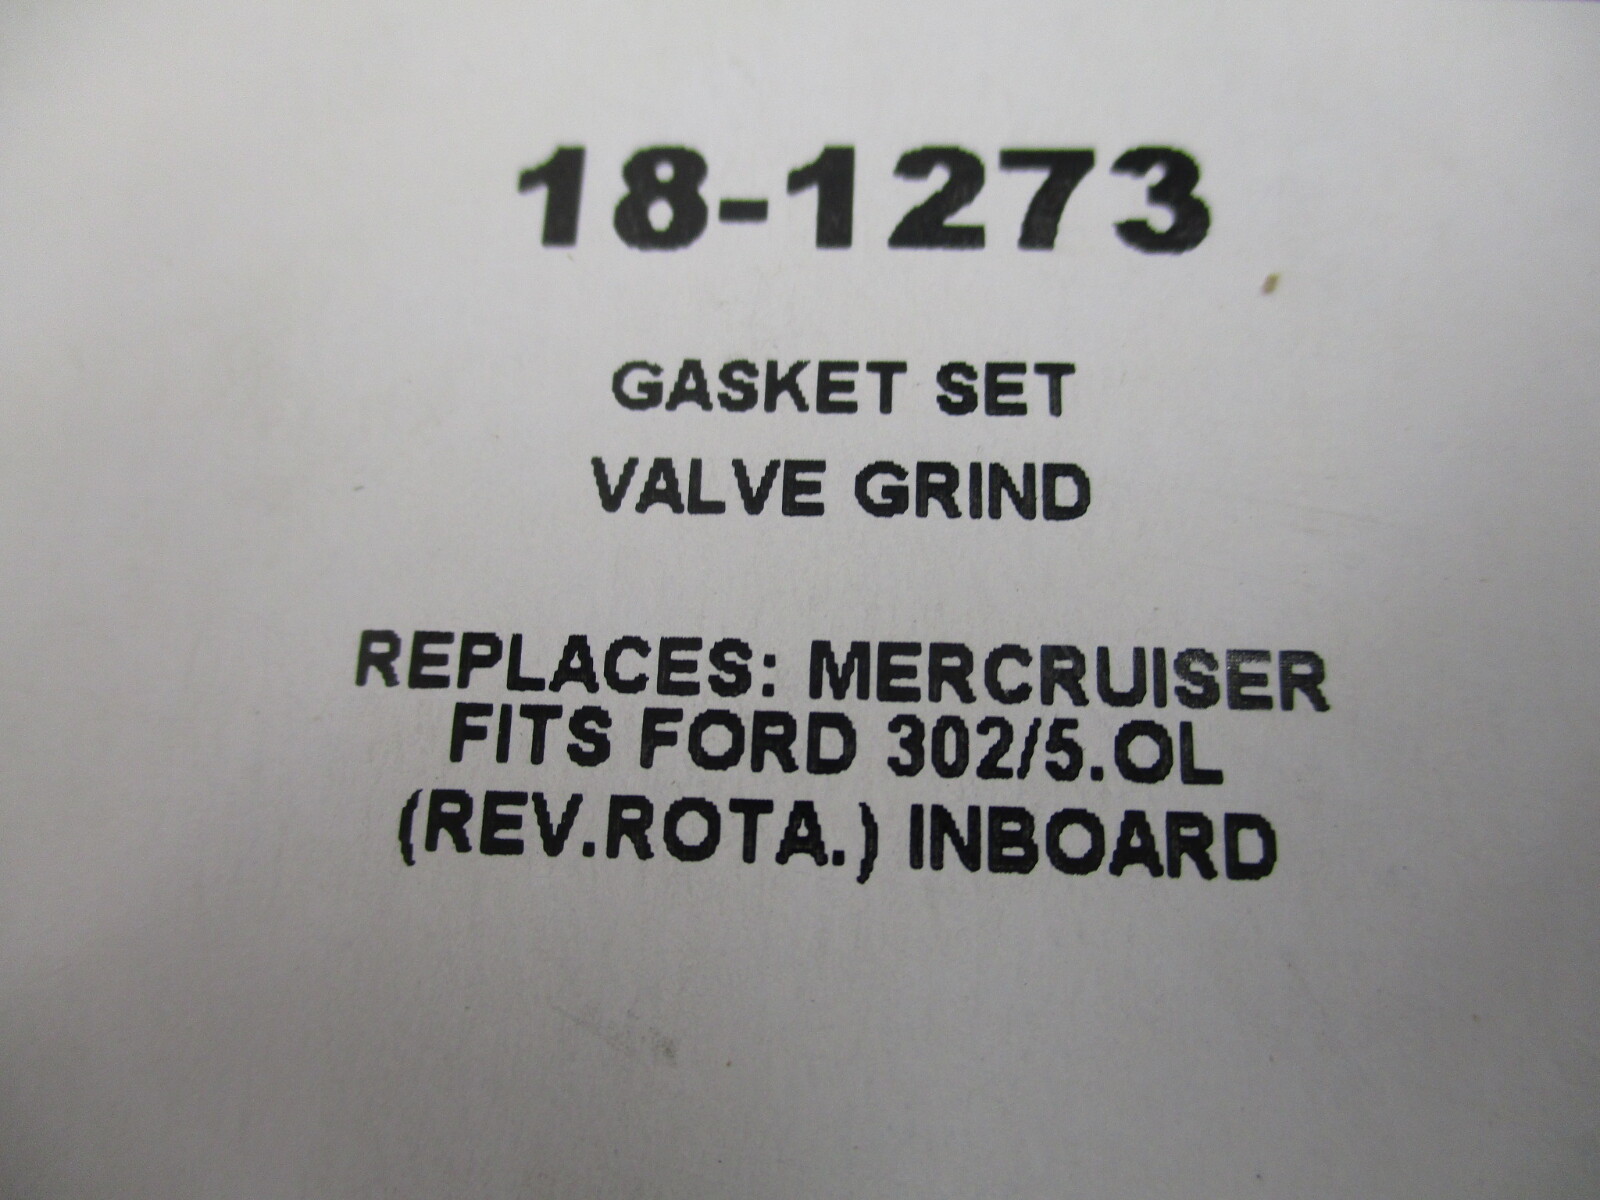 18-1273
GASKET SET
VALVE GRIND
REPLACES: MERCRUISER
FITS FORD 302/5.OL
(REV.ROTA.) INBOARD